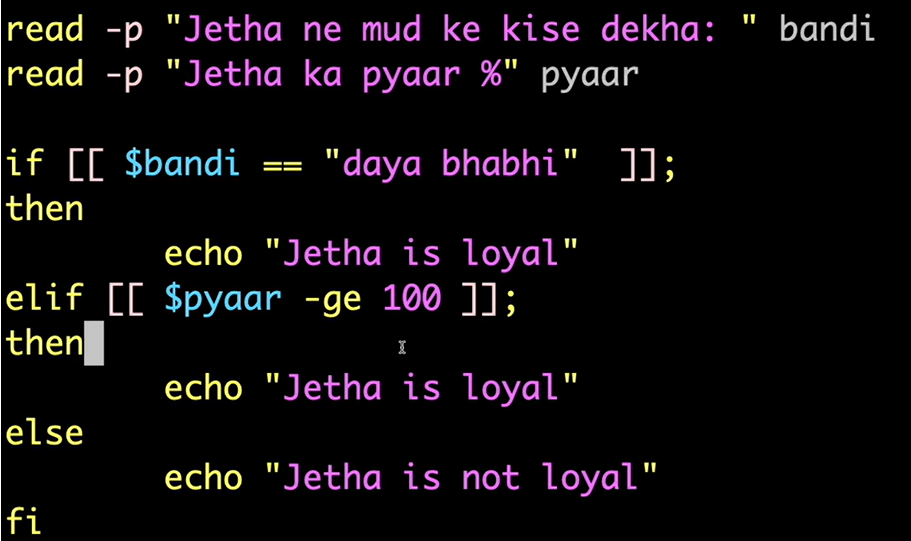 read -p "Jetha ne mud ke kise dekha: " bandi
read -p "Jetha ka pyaar %" pyaar
if [[ $bandi == "daya bhabhi"  ]];
then
        echo "Jetha is loyal"
elif [[ $pyaar -ge 100 ]];
then
        echo "Jetha is loyal"
else
        echo "Jetha is not loyal"
fi